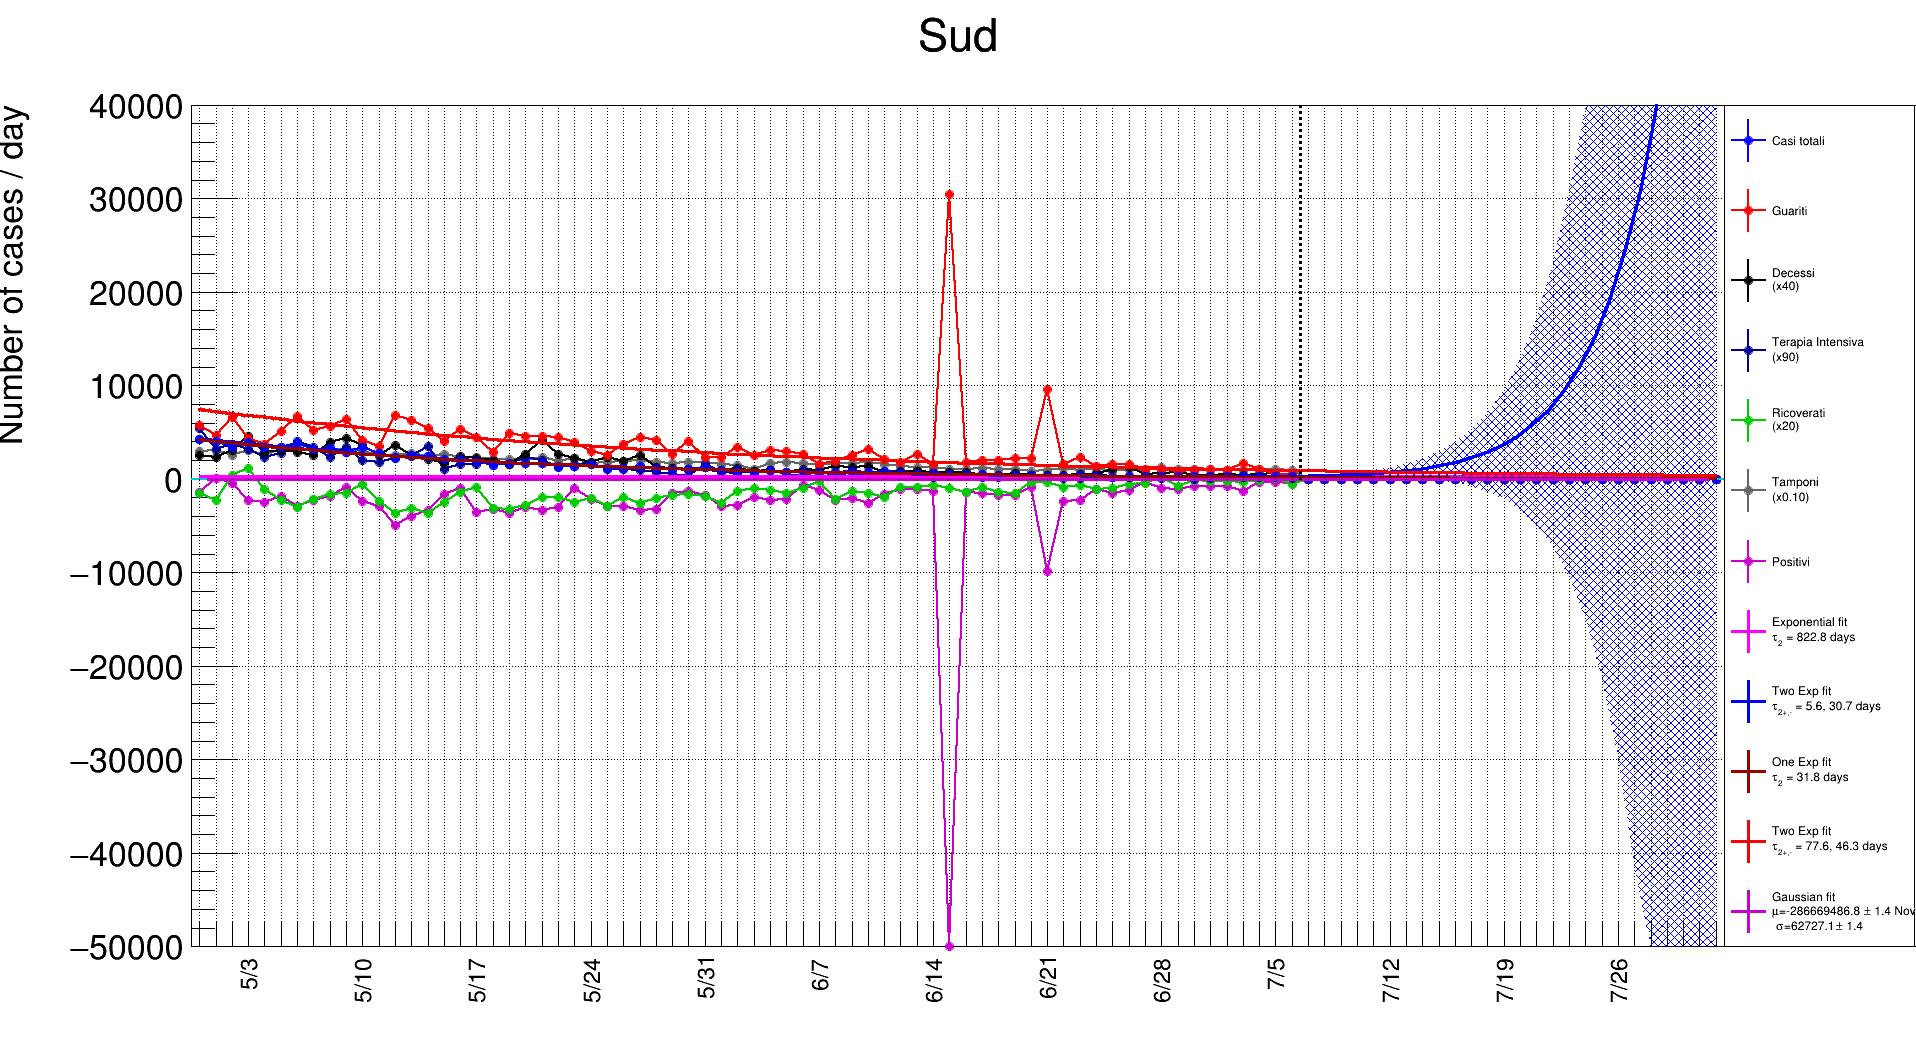 Sud
Number of cases / day
40000
30000
20000
10000
0
−10000
−20000
−30000
−40000
−50000
5/3
5/10
5/17
5/24
5/31
6/7
6/14
6/21
6/28
7/5
7/12
7/19
7/26
Casi totali
Guariti
Decessi
(x40)
Terapia Intensiva
(x90)
Ricoverati
(x20)
Tamponi
(x0.10)
Positivi
Exponential fit
τ2 = 822.8 days
Two Exp fit
τ2+,- = 5.6, 30.7 days
One Exp fit
τ2 = 31.8 days
Two Exp fit
τ2+,- = 77.6, 46.3 days
Gaussian fit
μ=-286669486.8 ± 1.4 Nov
σ=62727.1± 1.4